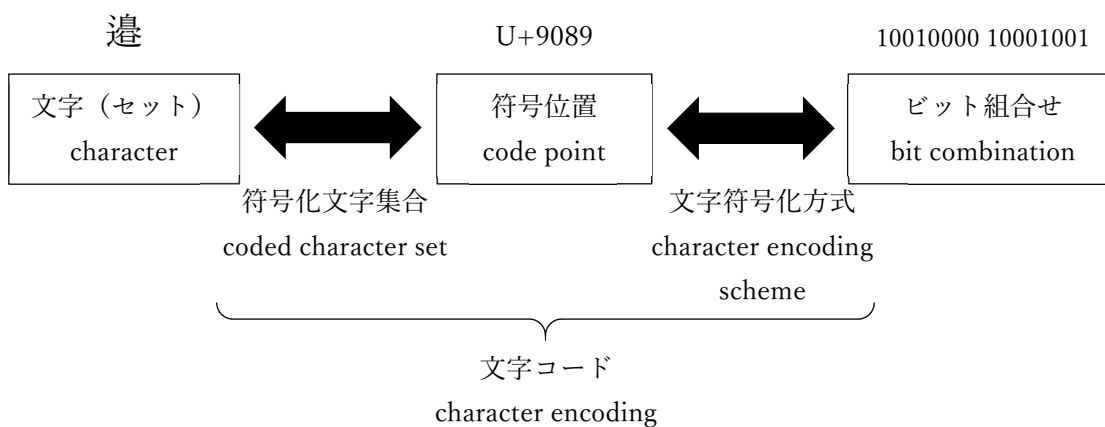 邉
U+9089
10010000 10001001
文字（セット）
character
符号位置
code point
ビット組合せ
bit combination
符号化文字集合
coded character set
文字符号化方式
character encoding
scheme
文字コード
character encoding